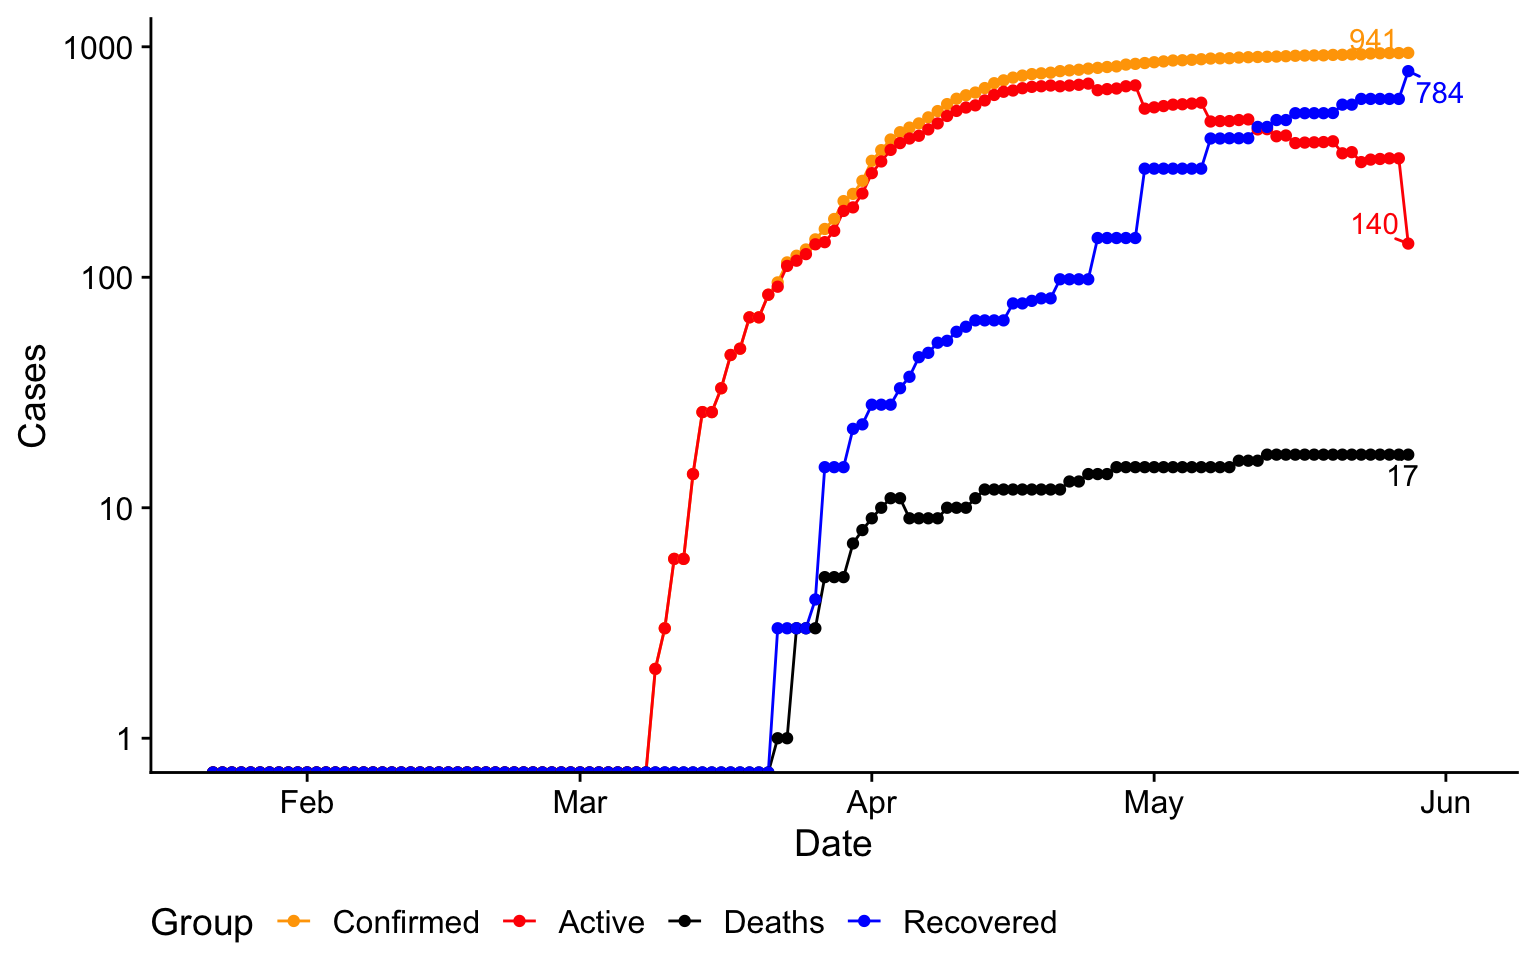 1000
100
10
1
Cases
941
784
140
17
Feb Mar Apr May Jun
Date
Group Confirmed Active Deaths Recovered